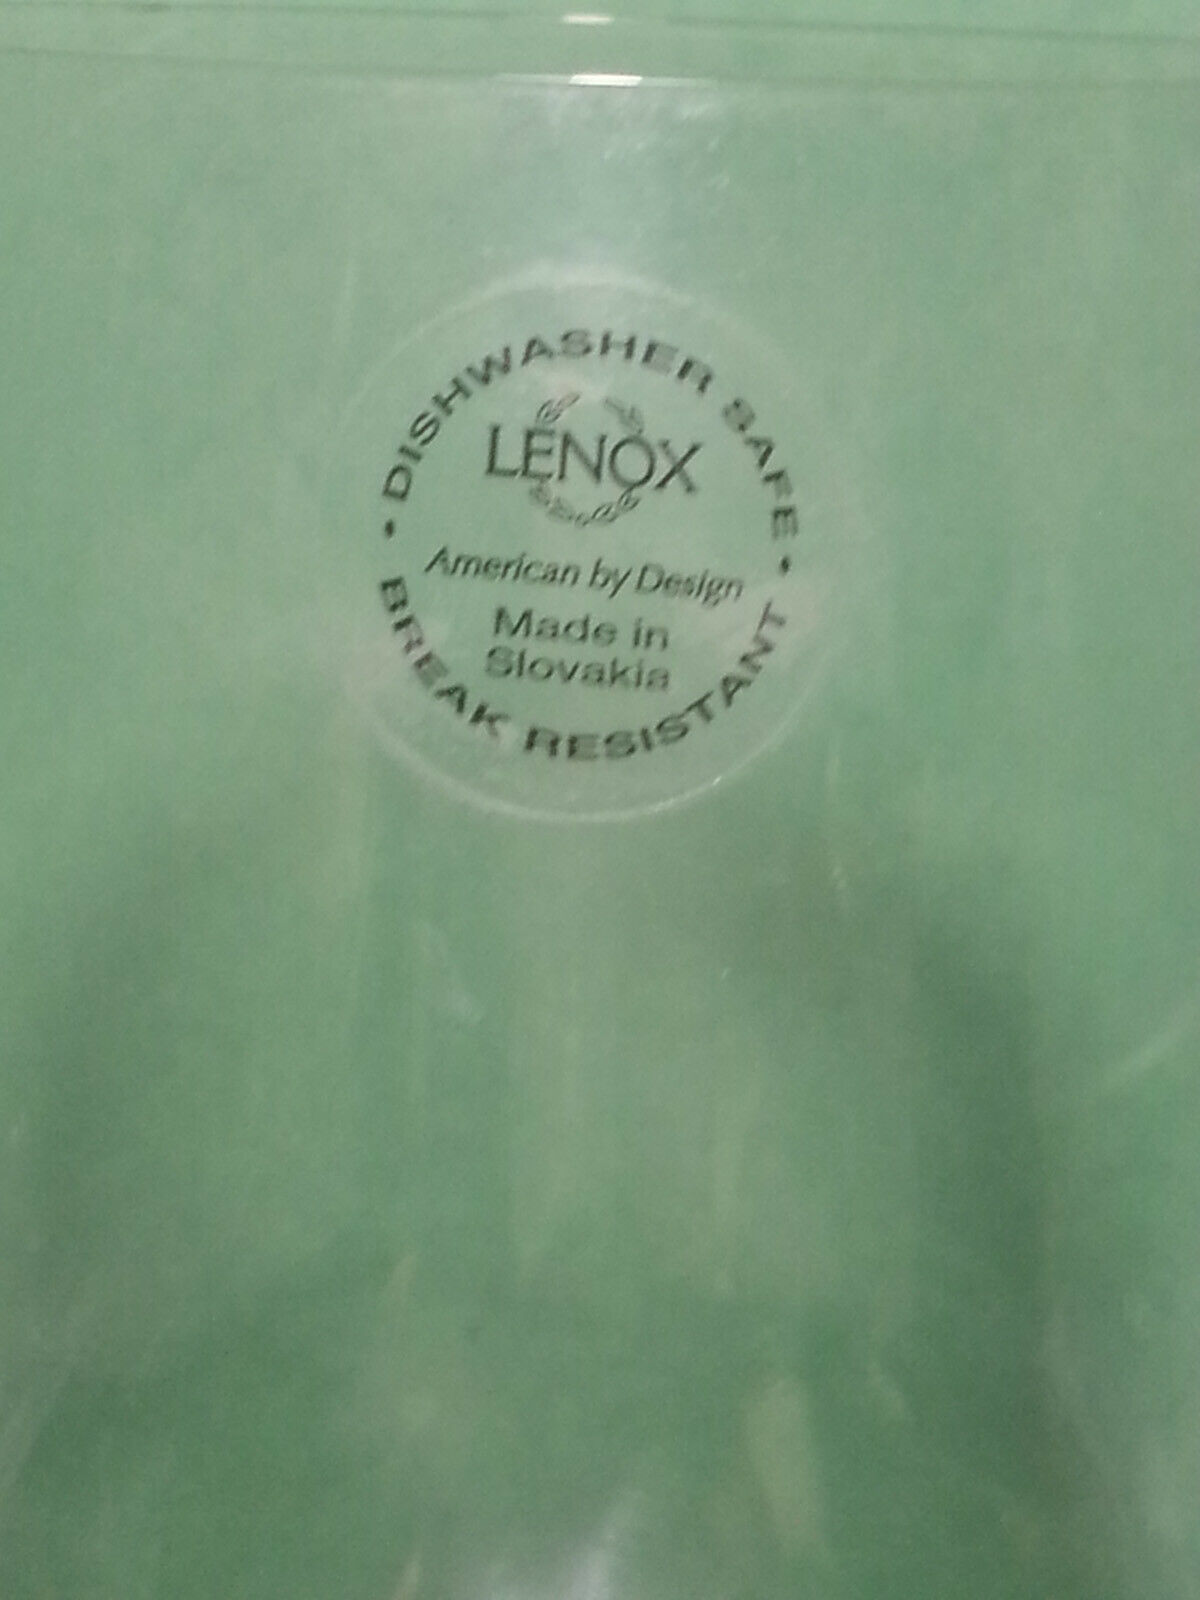 • DISHWASHER SAFE •
LENOX
American by Design
Made in
Slovakia
BREAK RESISTANT